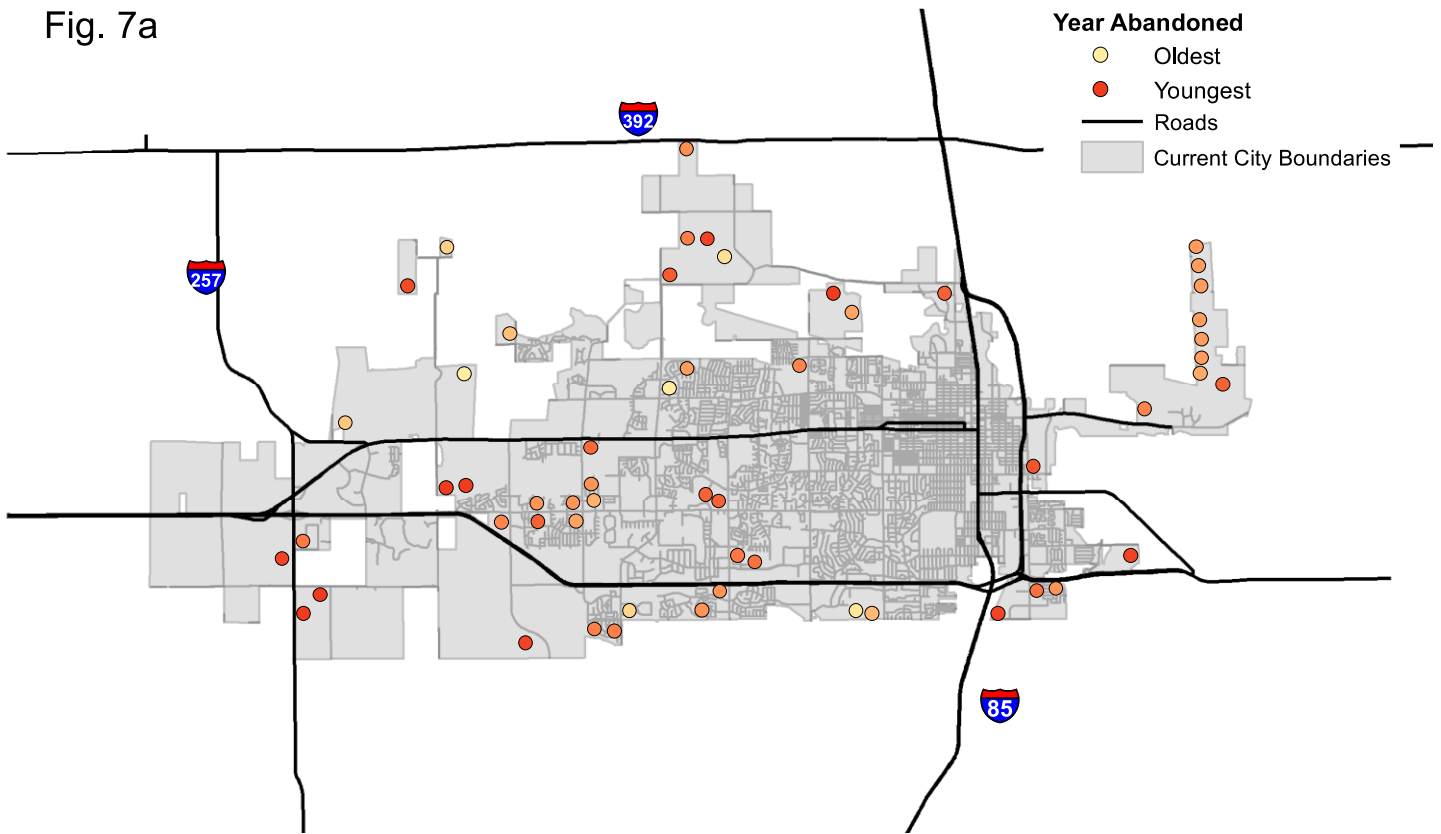 Fig. 7a
Year Abandoned
Oldest
Youngest
Roads
Current City Boundaries
392
257
85